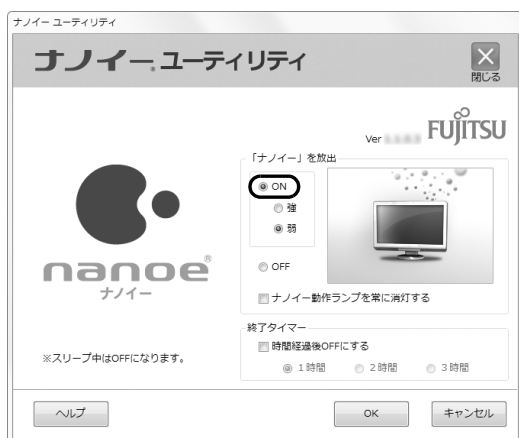 ナノイー ユーティリティ
ナノイー® ユーティリティ
閉じる
Ver
FUJITSU
「ナノイー」を放出
ON
強
弱
OFF
ナノイー動作ランプを常に消灯する
nanoe®
ナノイー
※スリープ中はOFFになります。
終了タイマー
時間経過後OFFにする
1時間 2時間 3時間
ヘルプ OK キャンセル